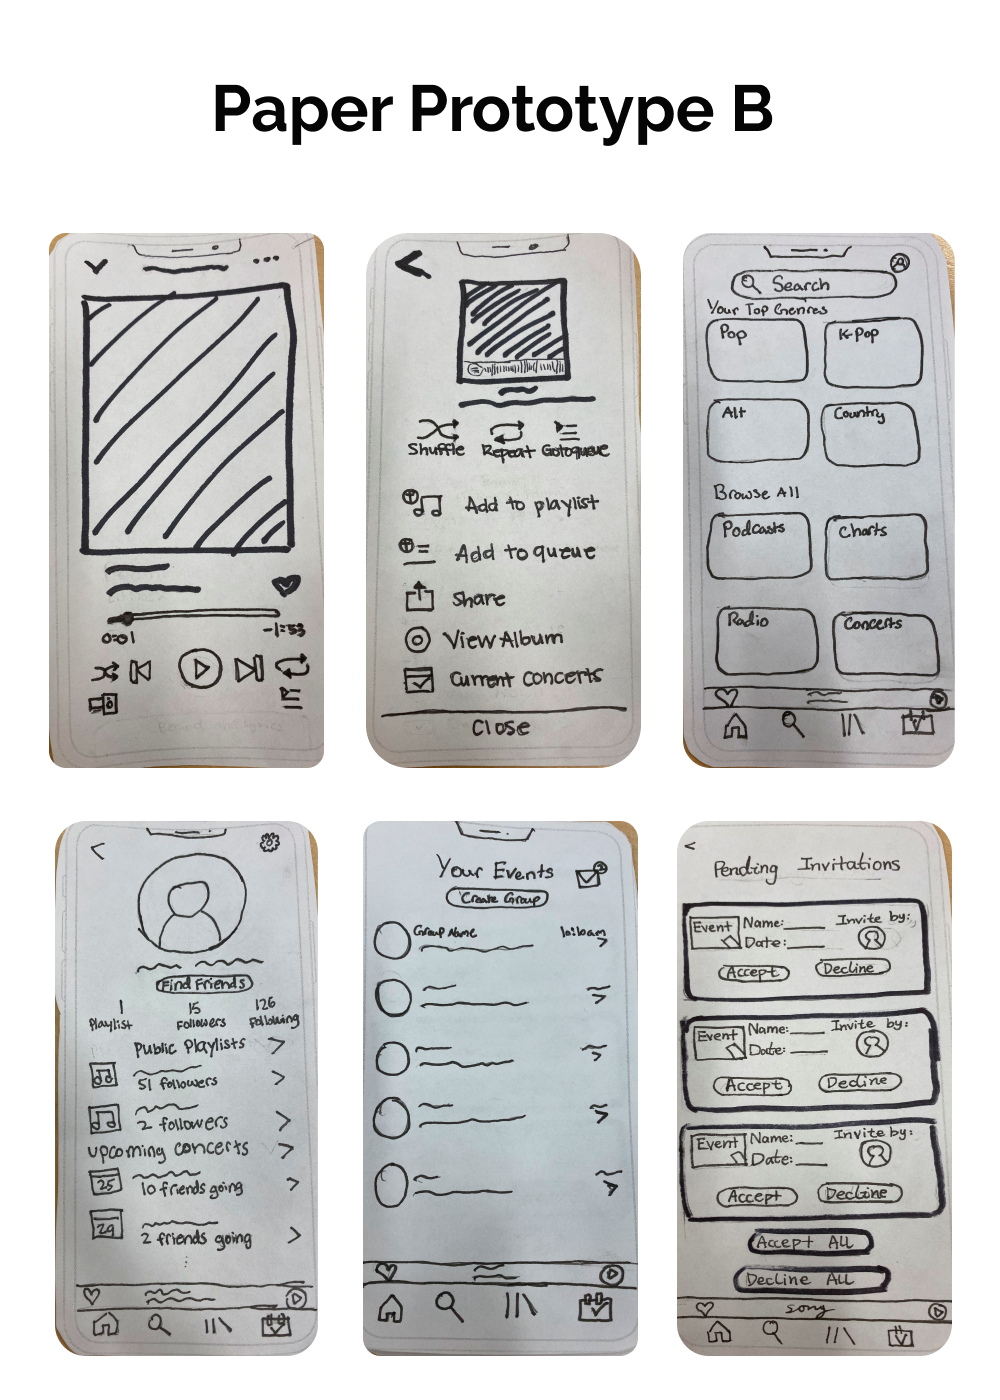 Paper Prototype B
0:01
-1:53
Shuffle Repeat Go to queue
Add to playlist
Add to queue
Share
View Album
Current Concerts
Close
Search
Your Top Genres
Pop
K-Pop
Alt
Country
Browse All
Podcasts
Charts
Radio
Concerts
Find Friends
1 15 126
Playlist Followers Following
Public Playlists
51 followers
2 followers
upcoming concerts
25
10 friends going
29
2 friends going
Your Events
2
Create Group
Group Name 10:10am
Pending Invitations
Event Name: Invite by:
Date:
Accept Decline
Event Name: Invite by:
Date:
Accept Decline
Event Name: Invite by:
Date:
Accept Decline
Accept All
Decline All
song